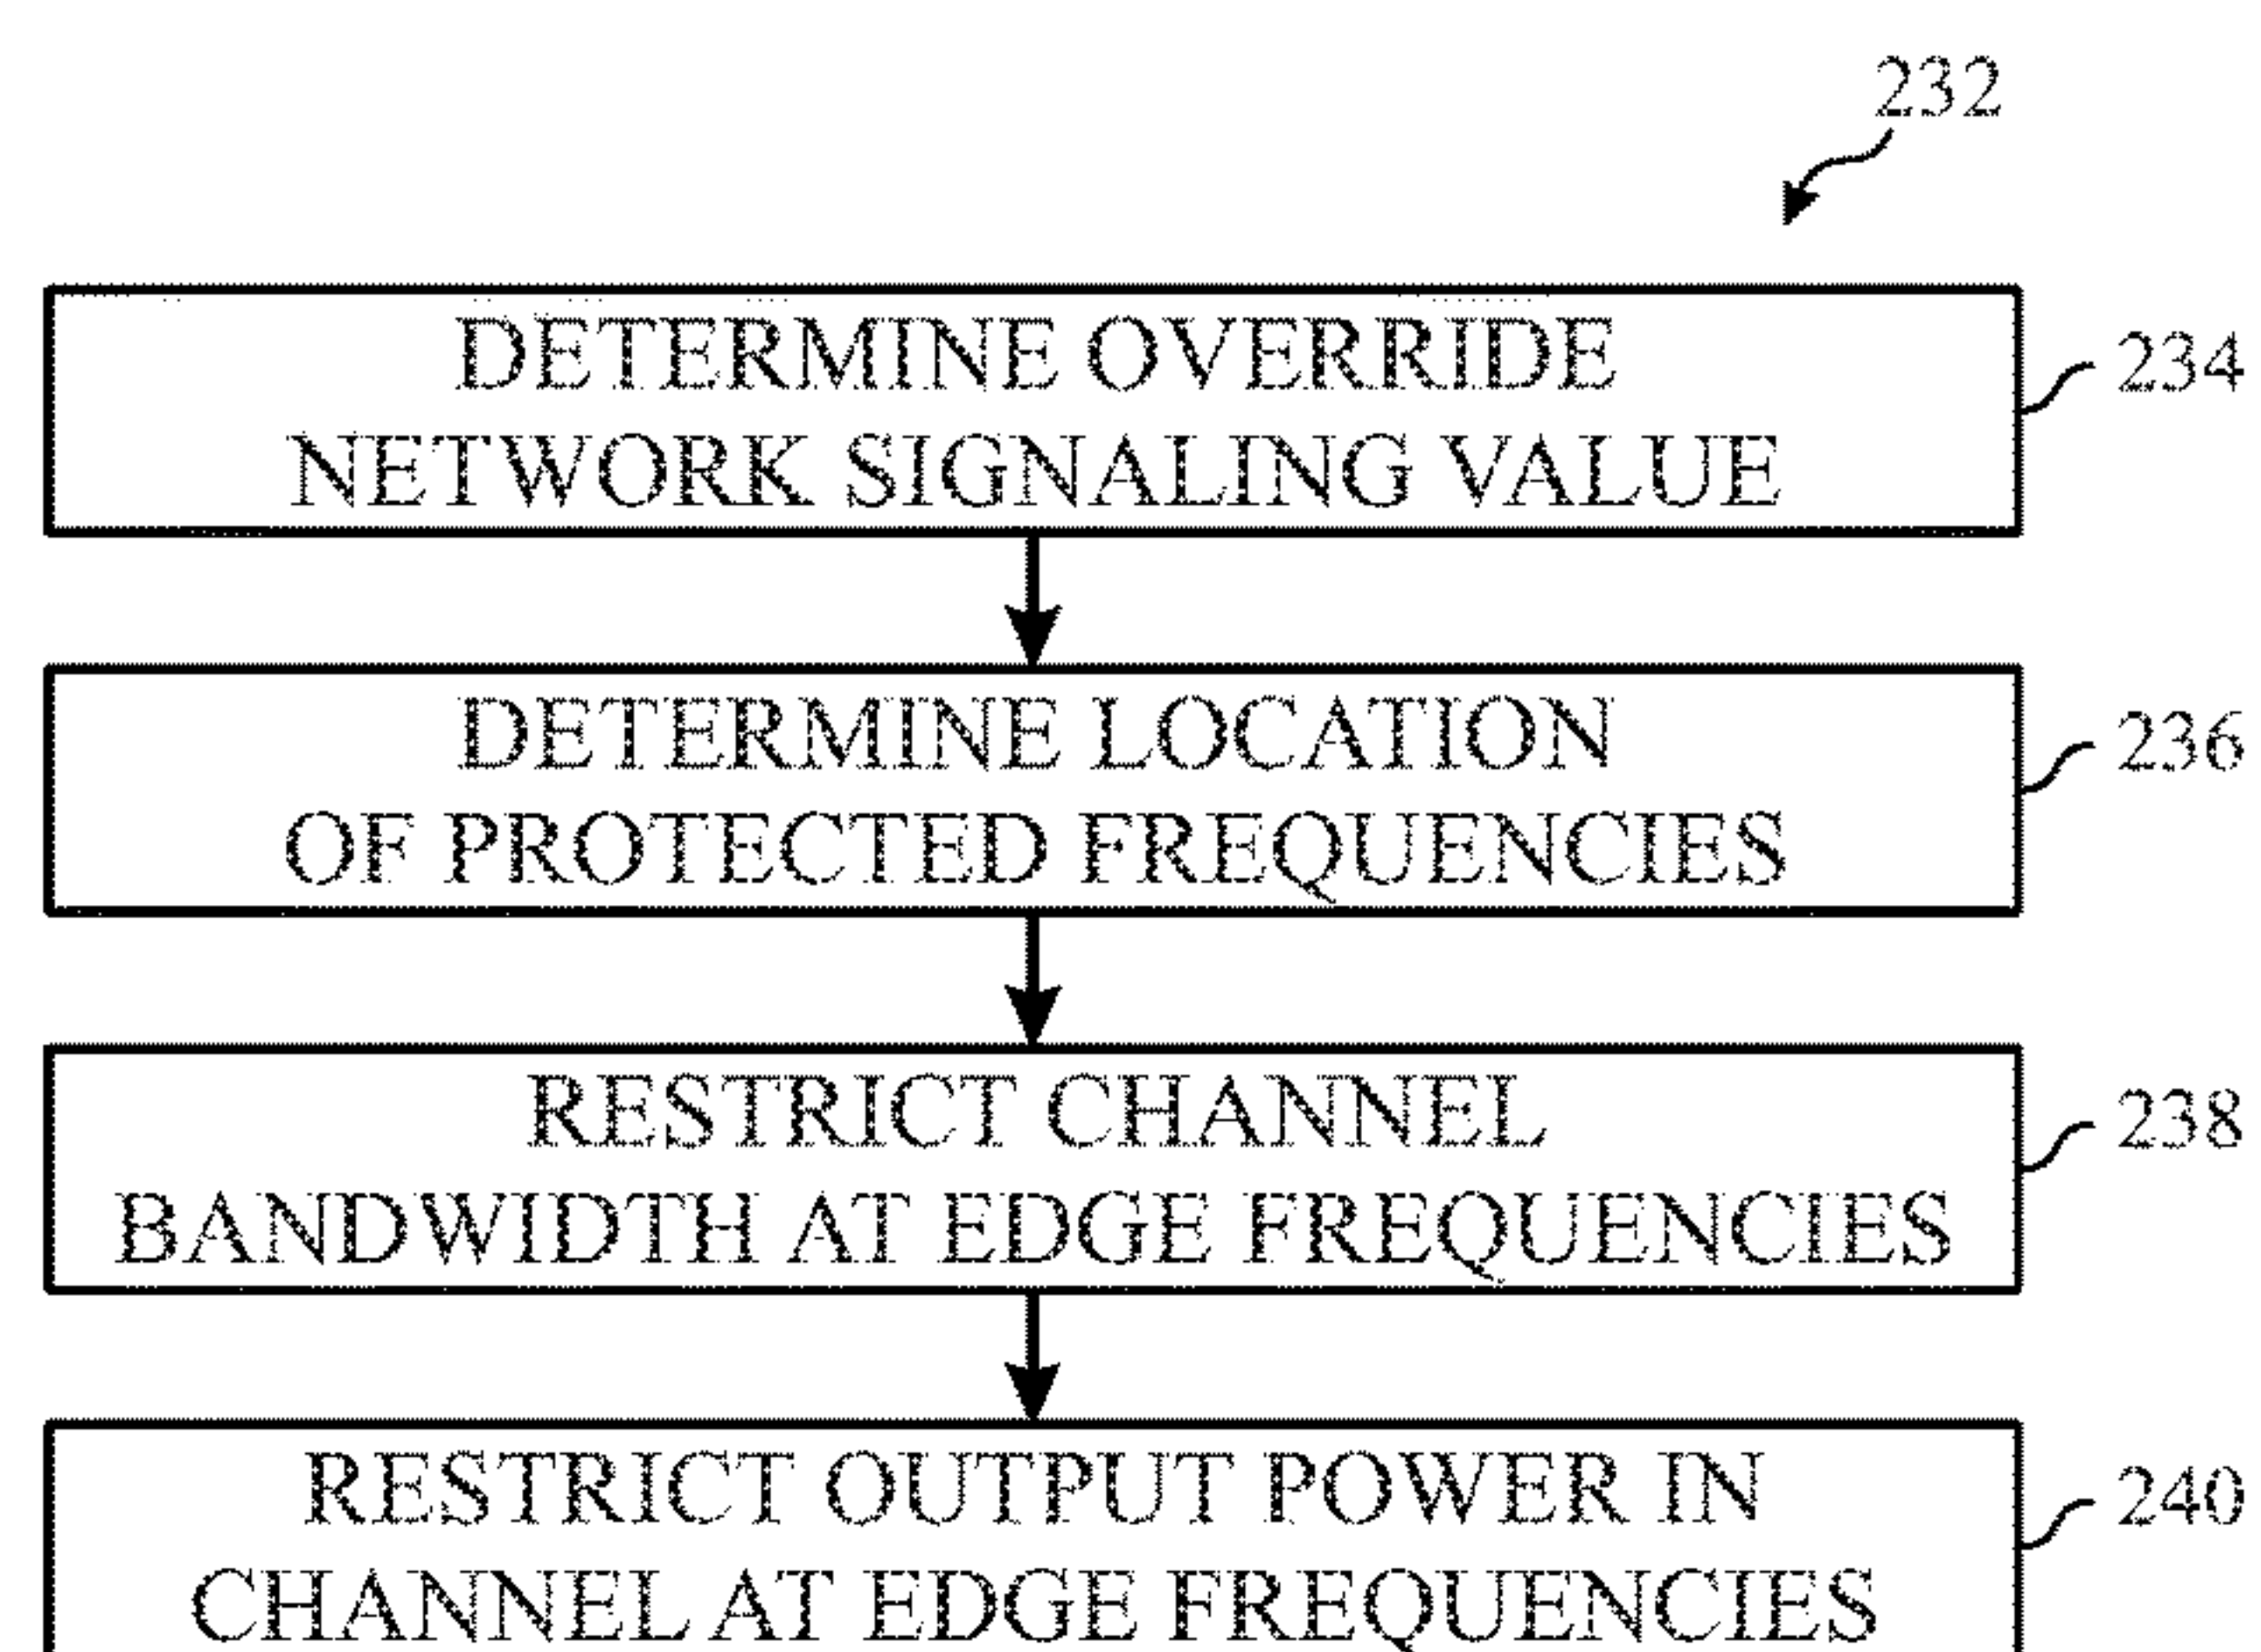 232
DETERMINE OVERRIDE
NETWORK SIGNALING VALUE
234
DETERMINE LOCATION
OF PROTECTED FREQUENCIES
236
RESTRICT CHANNEL
BANDWIDTH AT EDGE FREQUENCIES
238
RESTRICT OUTPUT POWER IN
CHANNEL AT EDGE FREQUENCIES
240